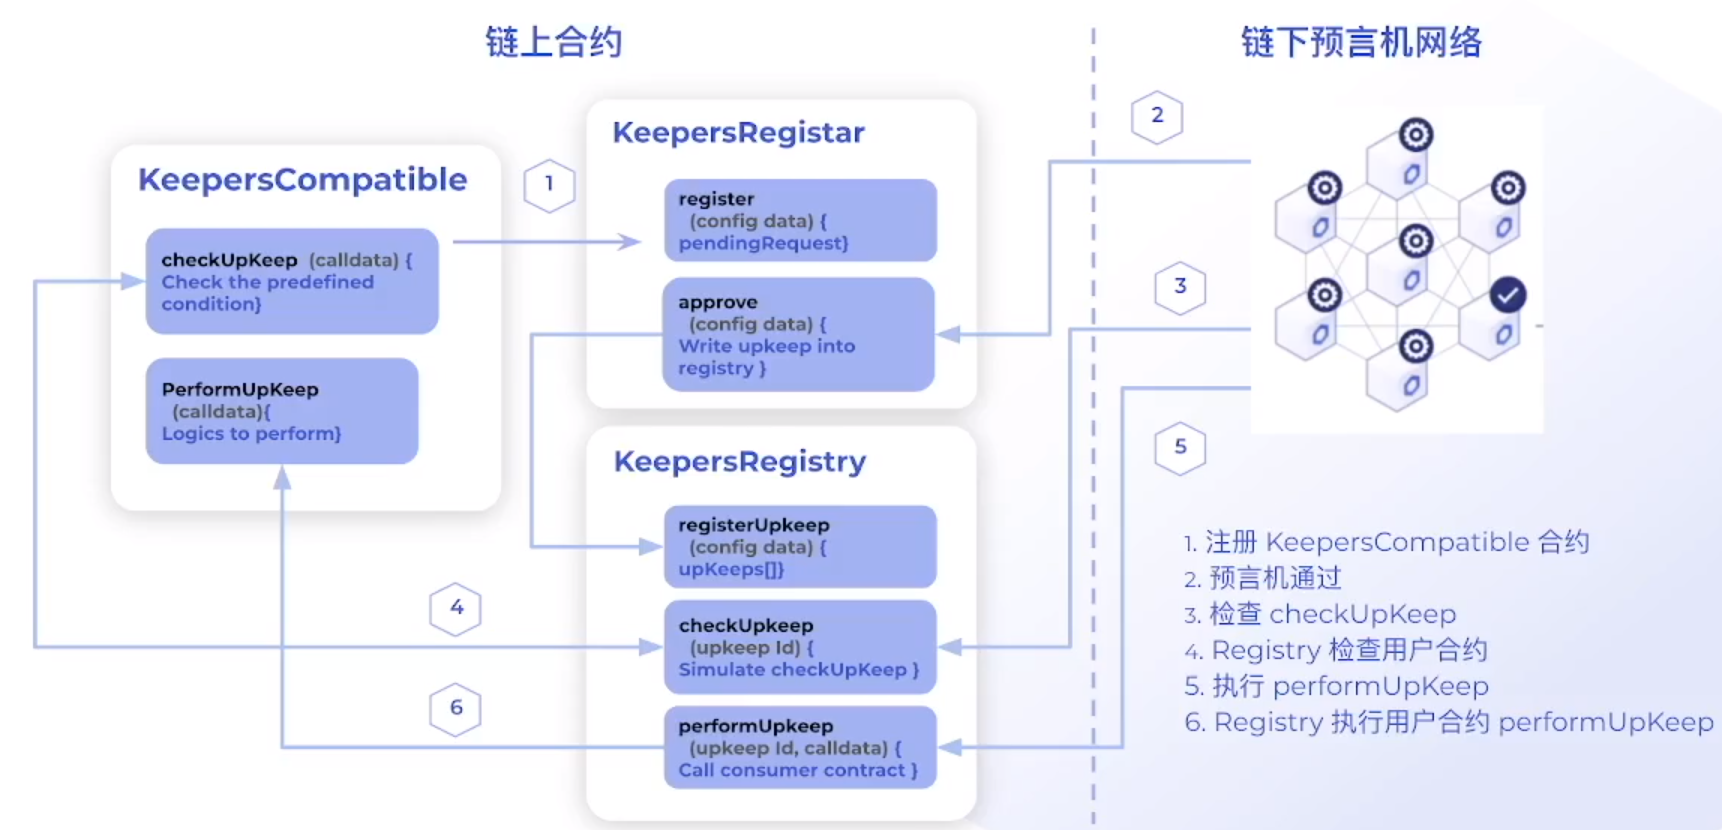 链上合约
链下预言机网络
KeepersCompatible
checkUpKeep (calldata) {
Check the predefined
condition}
PerformUpKeep
(calldata){
Logics to perform}
1
KeepersRegistar
register
(config data) {
pendingRequest}
approve
(config data) {
Write upkeep into
registry }
KeepersRegistry
registerUpkeep
(config data) {
upKeeps[]}
checkUpkeep
(upkeep Id) {
Simulate checkUpKeep }
performUpkeep
(upkeep Id, calldata) {
Call consumer contract }
4
6
2
3
5
1. 注册 KeepersCompatible 合约
2. 预言机通过
3. 检查 checkUpKeep
4. Registry 检查用户合约
5. 执行 performUpKeep
6. Registry 执行用户合约 performUpKeep